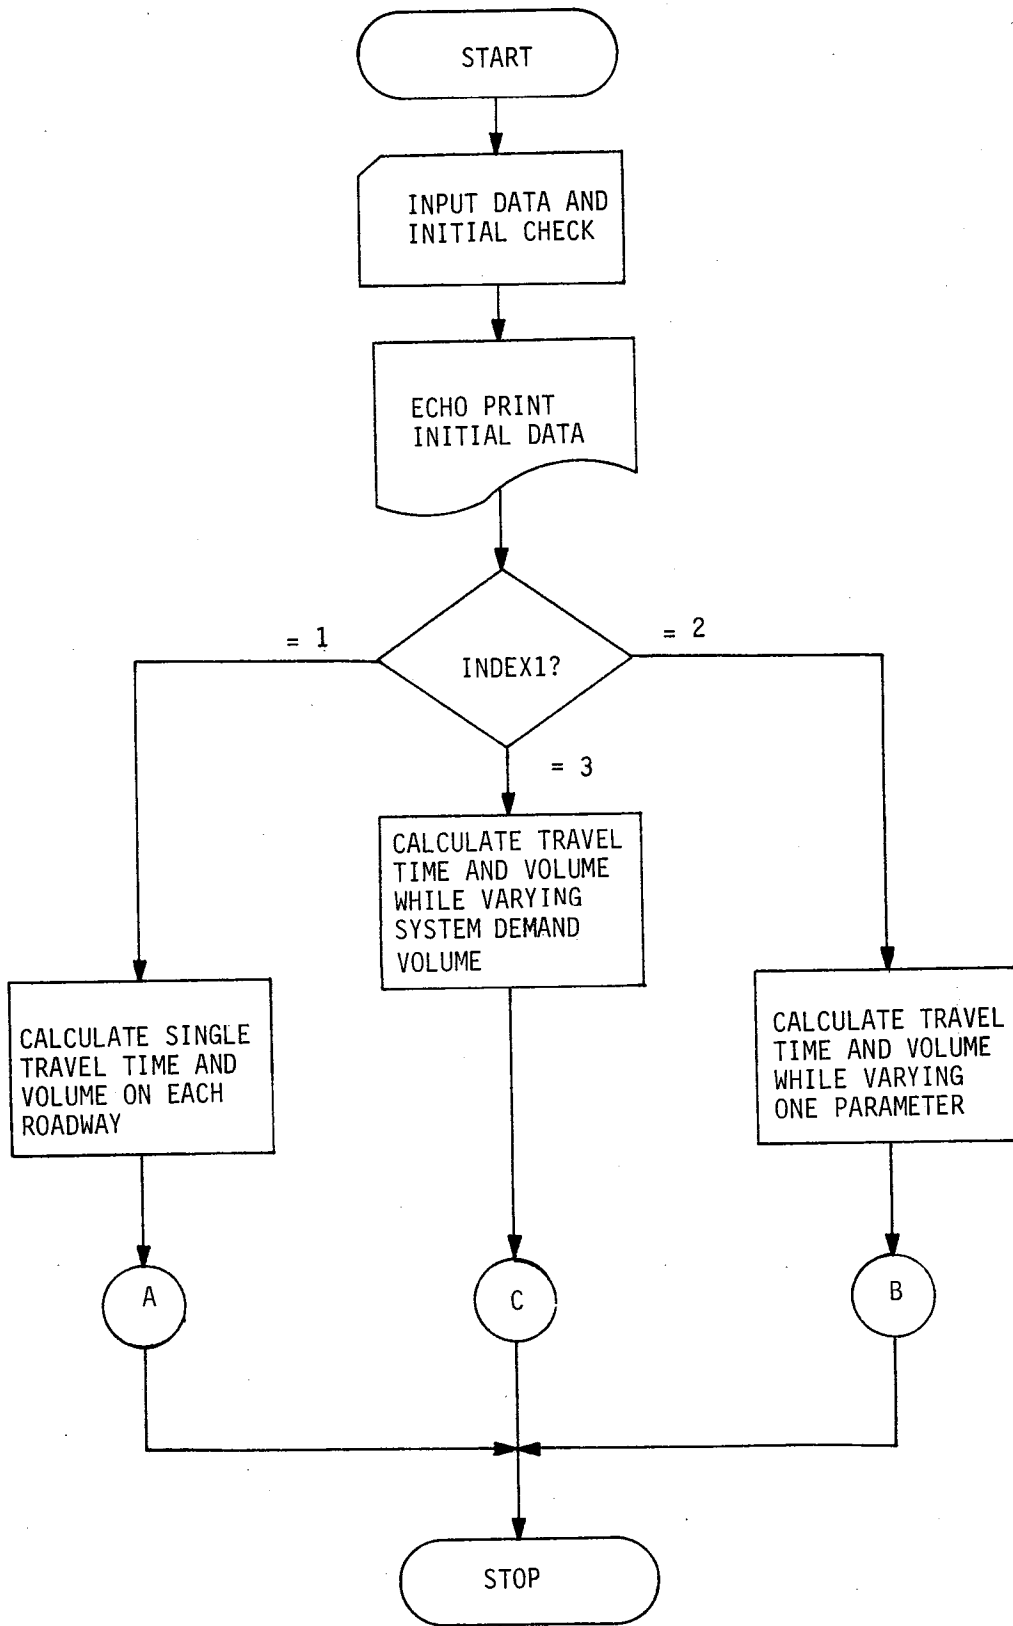 START
INPUT DATA AND
INITIAL CHECK
ECHO PRINT
INITIAL DATA
= 1
= 2
INDEX1?
= 3
CALCULATE TRAVEL
TIME AND VOLUME
WHILE VARYING
SYSTEM DEMAND
VOLUME
CALCULATE SINGLE
TRAVEL TIME AND
VOLUME ON EACH
ROADWAY
CALCULATE TRAVEL
TIME AND VOLUME
WHILE VARYING
ONE PARAMETER
A
C
B
STOP